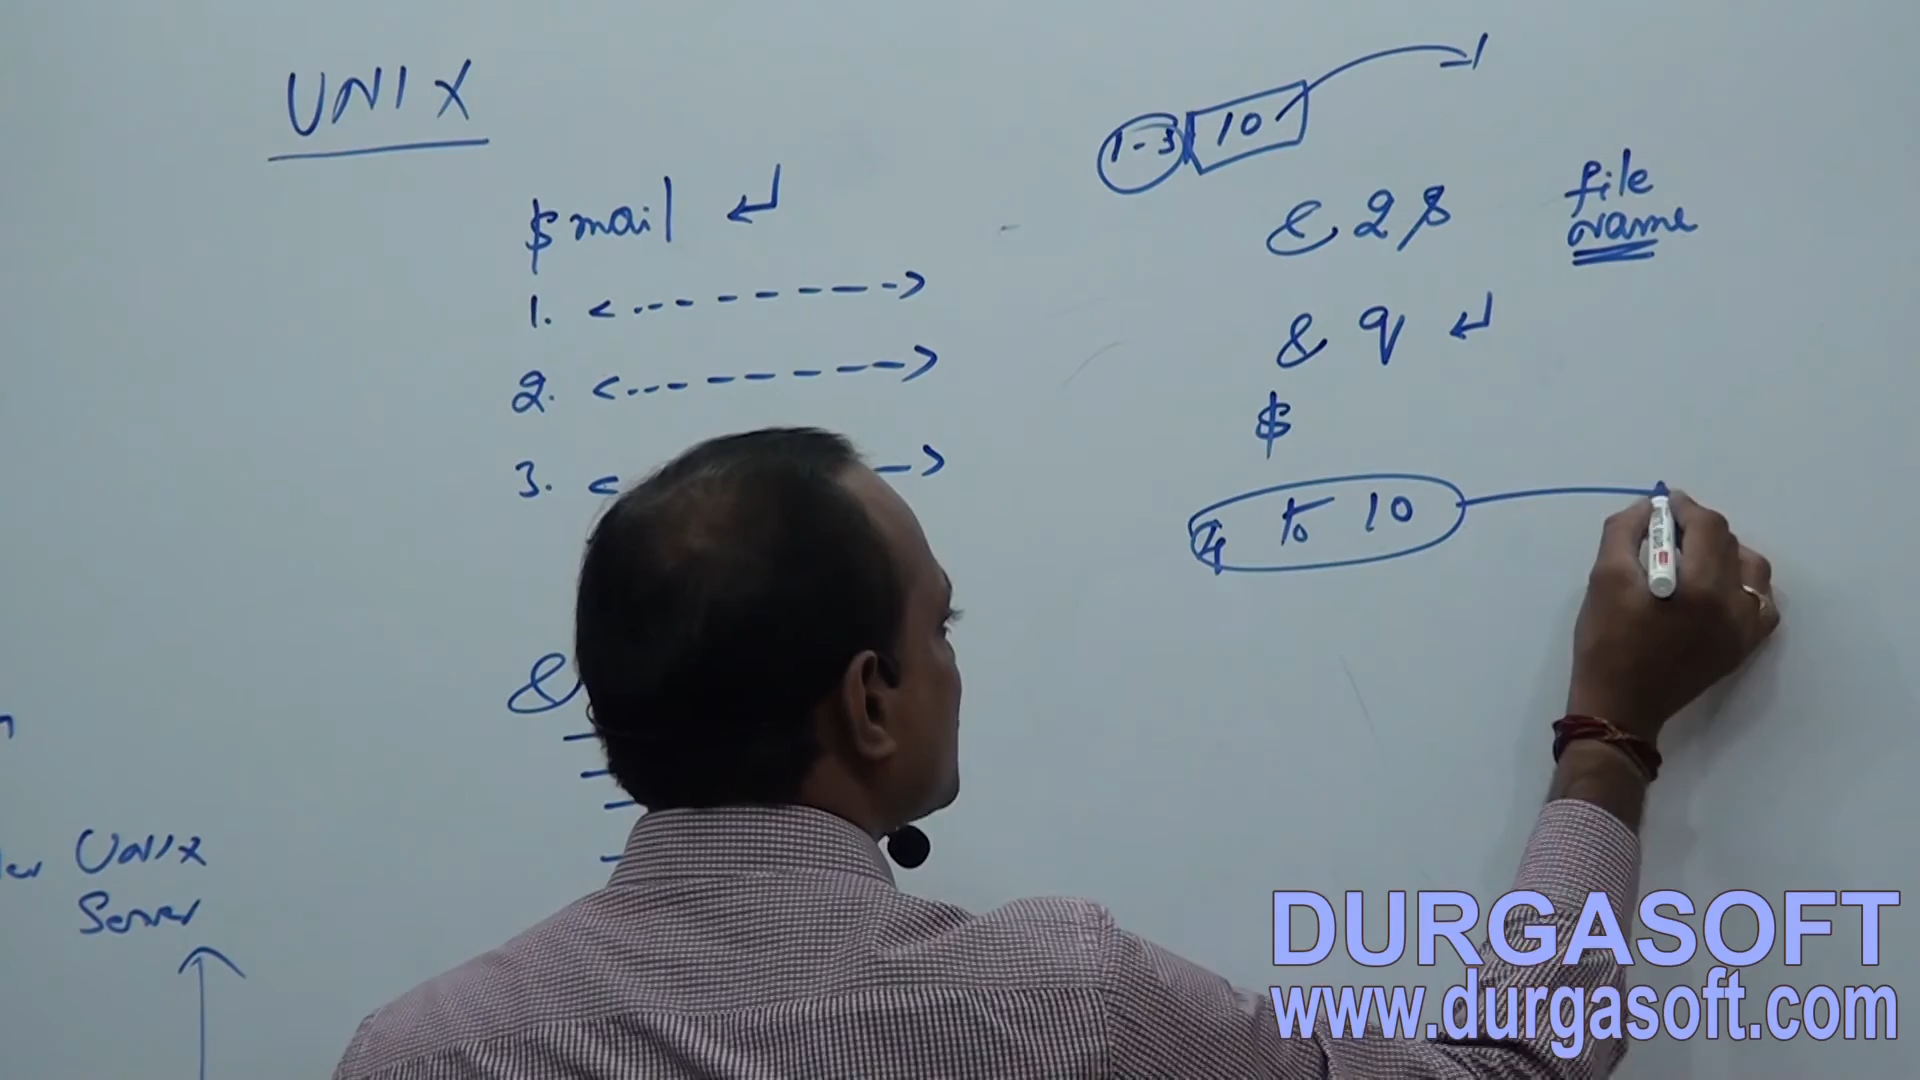 UNIX
$ mail ↵
1. <--------->
2. <--------->
3. < ->
&
UNIX
Server
1-3 10
& 2 s file
name
& q ↵
$
4 to 10
DURGASOFT
www.durgasoft.com